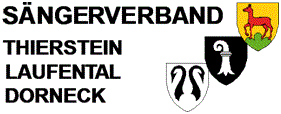 SÄNGERVERBAND
THIERSTEIN
LAUFENTAL
DORNECK